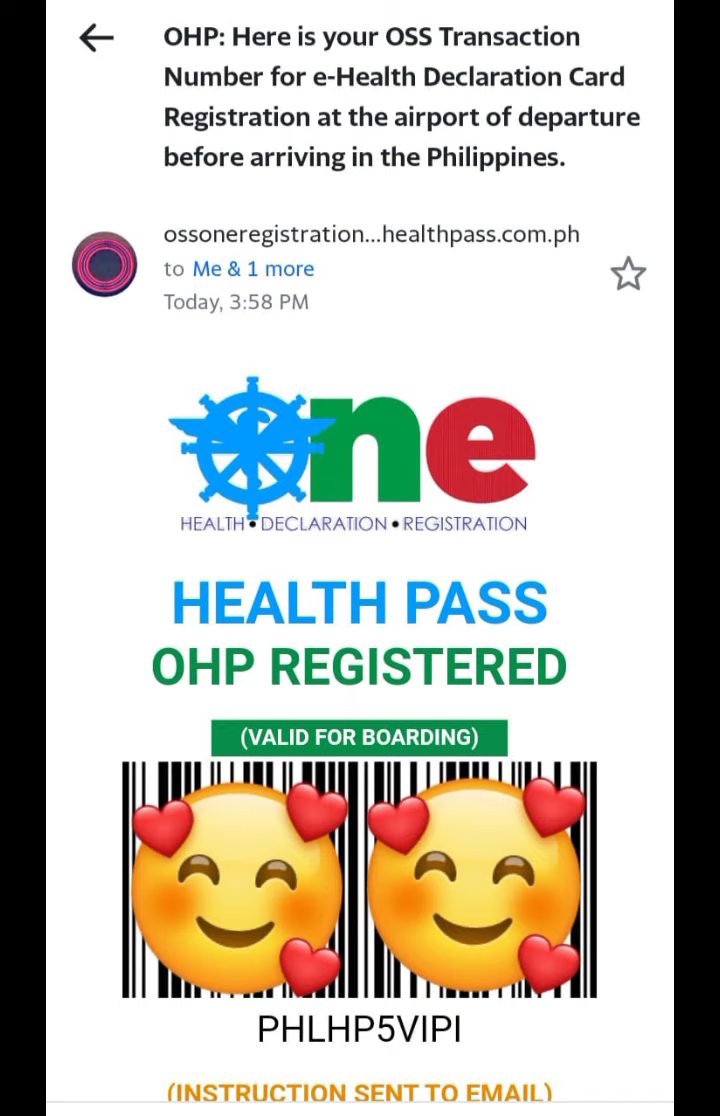 OHP: Here is your OSS Transaction
Number for e-Health Declaration Card
Registration at the airport of departure
before arriving in the Philippines.
ossoneregistration...healthpass.com.ph
to Me & 1 more
Today, 3:58 PM
one
HEALTH • DECLARATION • REGISTRATION
HEALTH PASS
OHP REGISTERED
(VALID FOR BOARDING)
PHLHP5VIPI
(INSTRUCTION SENT TO EMAIL)